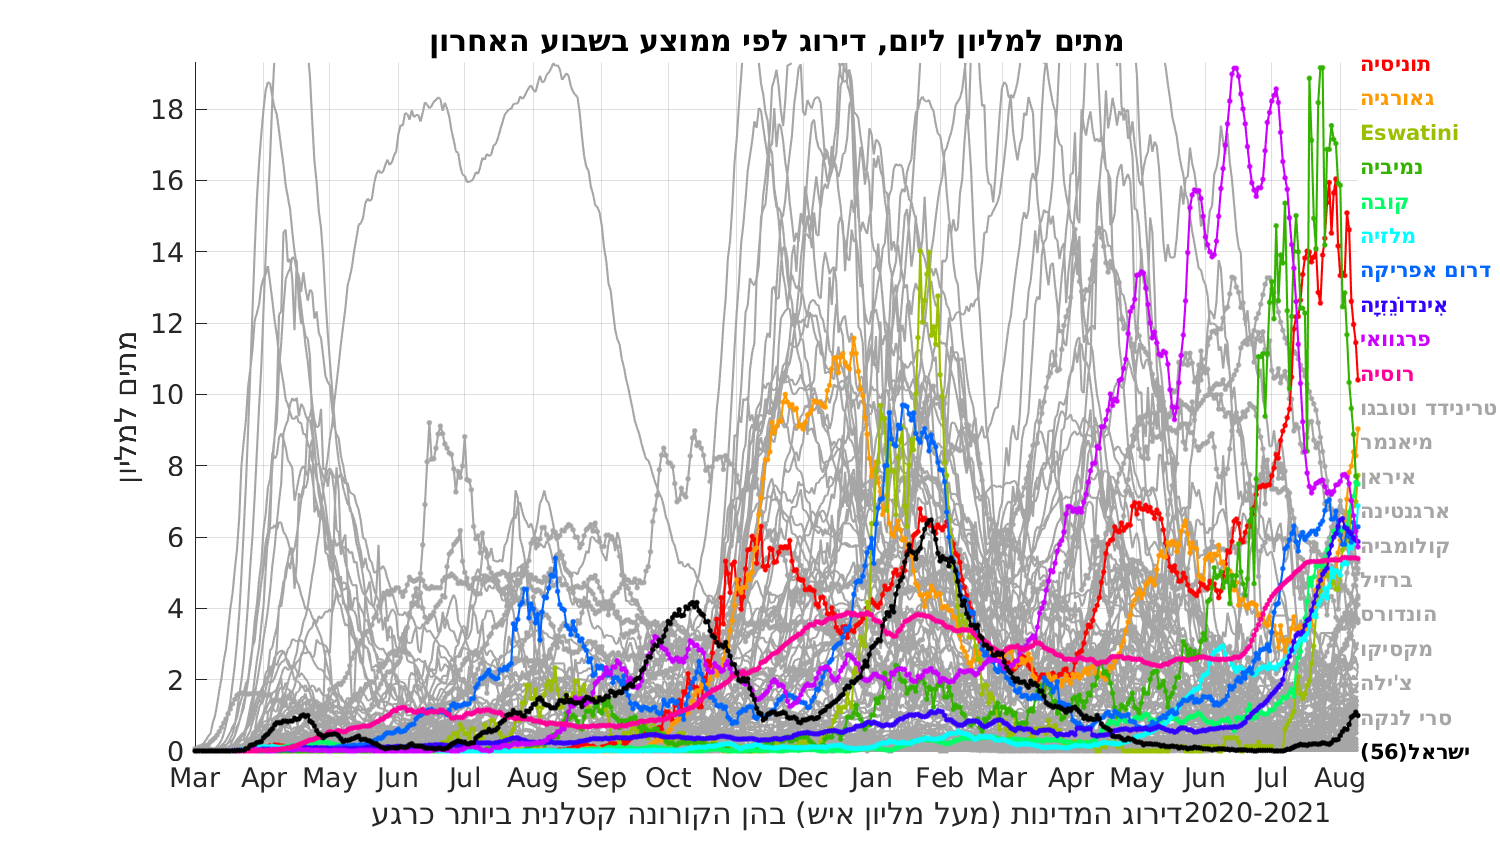 מתים למליון ליום, דירוג לפי ממוצע בשבוע האחרון
מתים למליון
18
16
14
12
10
8
6
4
2
0
Mar Apr May Jun Jul Aug Sep Oct Nov Dec Jan Feb Mar Apr May Jun Jul Aug
דירוג המדינות (מעל מליון איש) בהן הקורונה קטלנית ביותר כרגע2020-2021
תוניסיה
גאורגיה
Eswatini
נמיביה
קובה
מלזיה
דרום אפריקה
אִינדוֹנֵזִיָה
פרגוואי
רוסיה
טרינידד וטובגו
מיאנמר
איראן
ארגנטינה
קולומביה
ברזיל
הונדורס
מקסיקו
צ'ילה
סרי לנקה
ישראל(56)